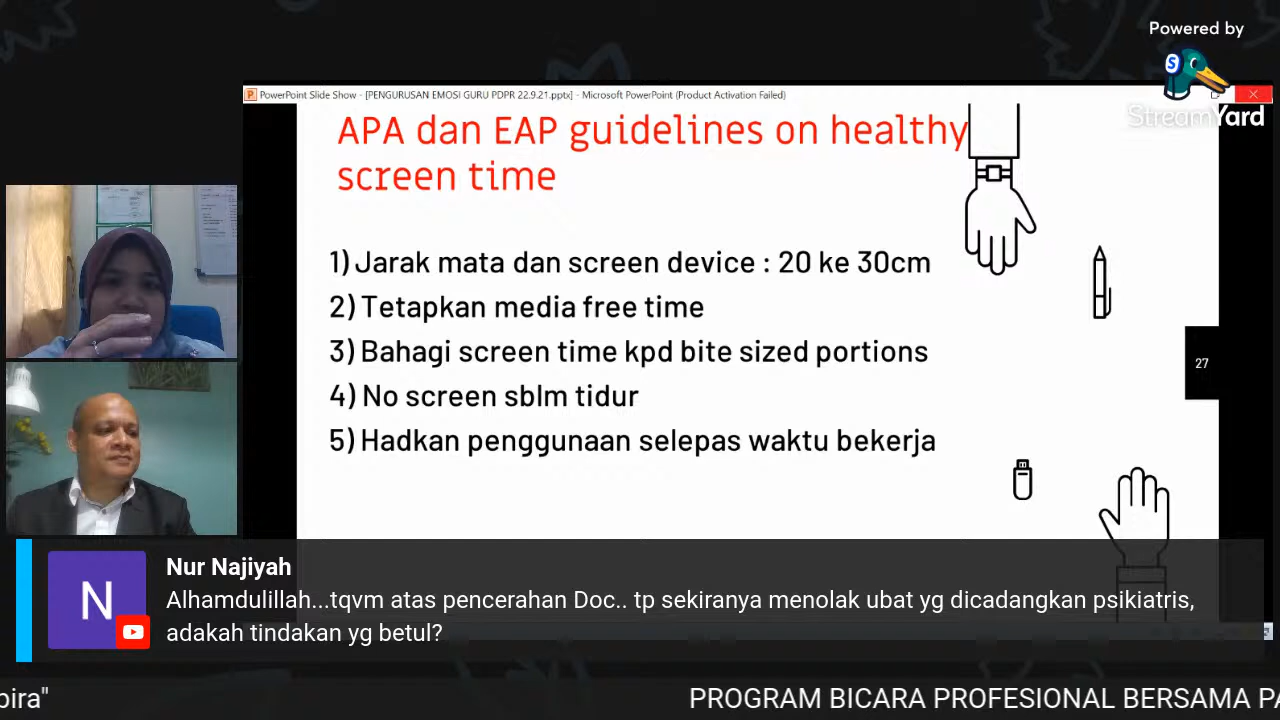 Powered by
StreamYard
PowerPoint Slide Show - [PENGURUSAN EMOSI GURU PDPR 22.9.21.pptx] - Microsoft PowerPoint (Product Activation Failed)
APA dan EAP guidelines on healthy
screen time
1) Jarak mata dan screen device : 20 ke 30cm
2) Tetapkan media free time
3) Bahagi screen time kpd bite sized portions
4) No screen sblm tidur
5) Hadkan penggunaan selepas waktu bekerja
27
N
Nur Najiyah
Alhamdulillah...tqvm atas pencerahan Doc.. tp sekiranya menolak ubat yg dicadangkan psikiatris,
adakah tindakan yg betul?
pira" PROGRAM BICARA PROFESIONAL BERSAMA PA